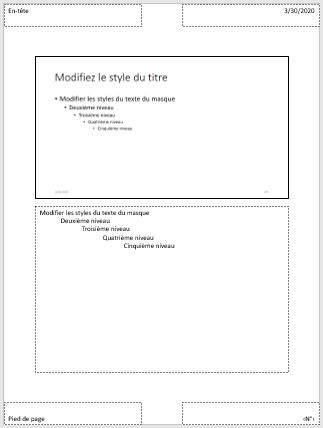 En-tête
3/30/2020
Modifiez le style du titre
• Modifier les styles du texte du masque
• Deuxième niveau
• Troisième niveau
• Quatrième niveau
• Cinquième niveau
Modifier les styles du texte du masque
Deuxième niveau
Troisième niveau
Quatrième niveau
Cinquième niveau
Pied de page
‹N°›